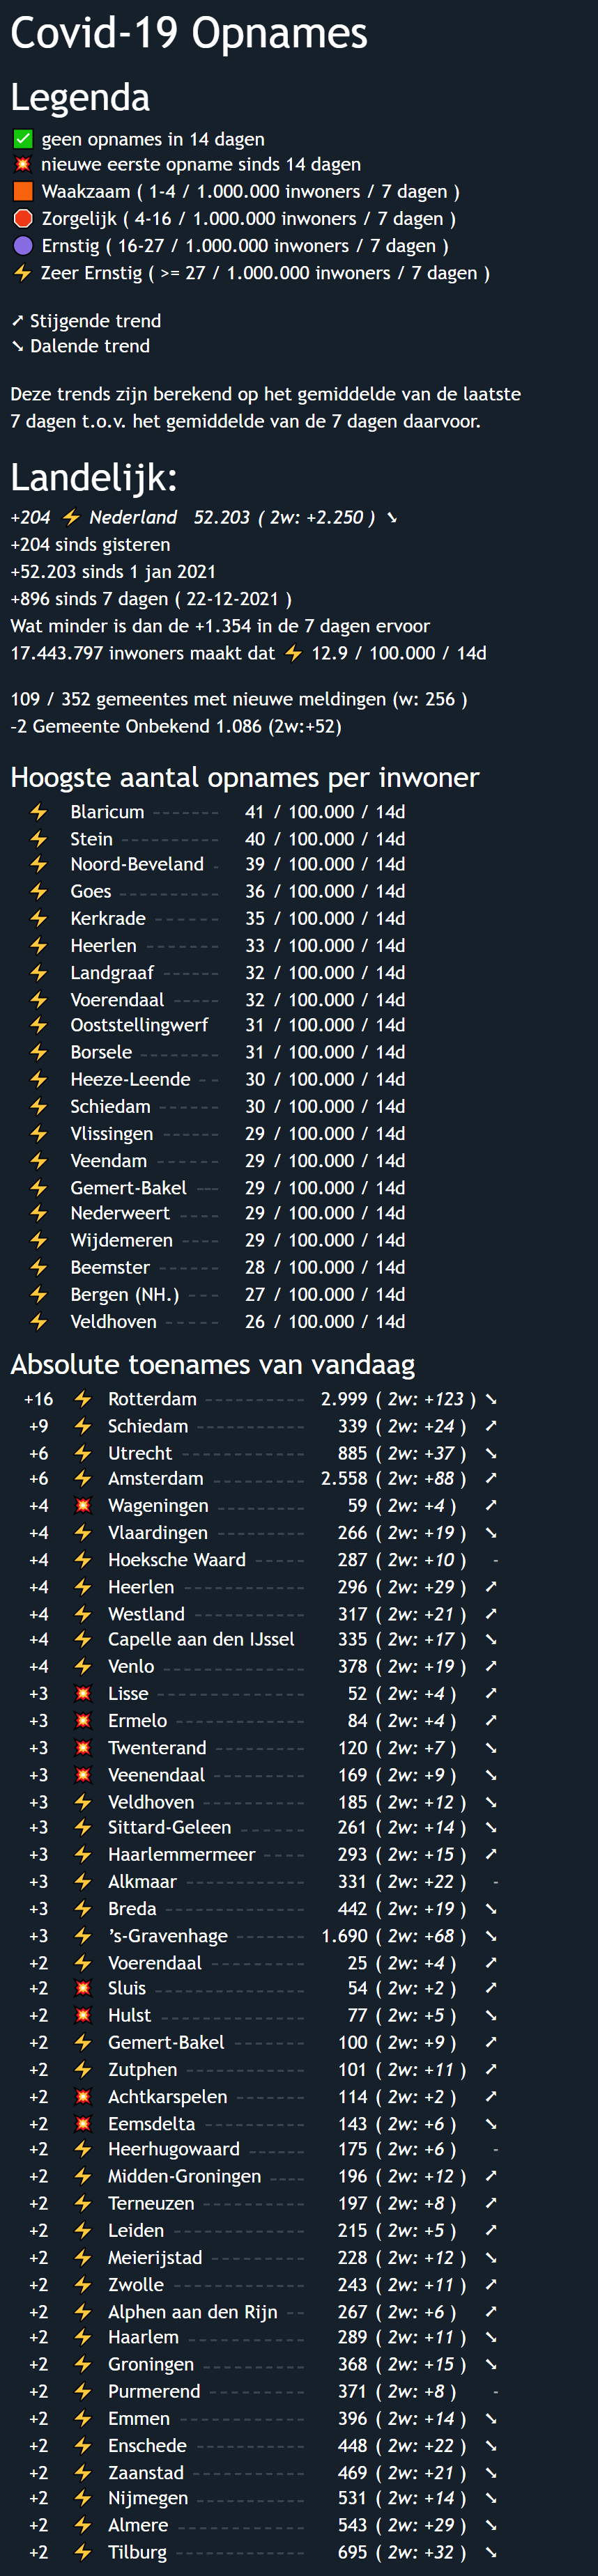 Covid-19 Opnames
Legenda
✅ geen opnames in 14 dagen
💥 nieuwe eerste opname sinds 14 dagen
🟧 Waakzaam ( 1-4 / 1.000.000 inwoners / 7 dagen )
🛑 Zorgelijk ( 4-16 / 1.000.000 inwoners / 7 dagen )
🟣 Ernstig ( 16-27 / 1.000.000 inwoners / 7 dagen )
⚡ Zeer Ernstig ( >= 27 / 1.000.000 inwoners / 7 dagen )
➚ Stijgende trend
➘ Dalende trend
Deze trends zijn berekend op het gemiddelde van de laatste
7 dagen t.o.v. het gemiddelde van de 7 dagen daarvoor.
Landelijk:
+204 ⚡ Nederland 52.203 ( 2w: +2.250 ) ➘
+204 sinds gisteren
+52.203 sinds 1 jan 2021
+896 sinds 7 dagen ( 22-12-2021 )
Wat minder is dan de +1.354 in de 7 dagen ervoor
17.443.797 inwoners maakt dat ⚡ 12.9 / 100.000 / 14d
109 / 352 gemeentes met nieuwe meldingen (w: 256 )
-2 Gemeente Onbekend 1.086 (2w:+52)
Hoogste aantal opnames per inwoner
⚡ Blaricum ------- 41 / 100.000 / 14d
⚡ Stein ---------- 40 / 100.000 / 14d
⚡ Noord-Beveland - 39 / 100.000 / 14d
⚡ Goes ---------- 36 / 100.000 / 14d
⚡ Kerkrade ------- 35 / 100.000 / 14d
⚡ Heerlen ------- 33 / 100.000 / 14d
⚡ Landgraaf ------ 32 / 100.000 / 14d
⚡ Voerendaal ----- 32 / 100.000 / 14d
⚡ Ooststellingwerf 31 / 100.000 / 14d
⚡ Borsele -------- 31 / 100.000 / 14d
⚡ Heeze-Leende -- 30 / 100.000 / 14d
⚡ Schiedam ------ 30 / 100.000 / 14d
⚡ Vlissingen ------ 29 / 100.000 / 14d
⚡ Veendam ------ 29 / 100.000 / 14d
⚡ Gemert-Bakel --- 29 / 100.000 / 14d
⚡ Nederweert ---- 29 / 100.000 / 14d
⚡ Wijdemeren ---- 29 / 100.000 / 14d
⚡ Beemster ------ 28 / 100.000 / 14d
⚡ Bergen (NH.) --- 27 / 100.000 / 14d
⚡ Veldhoven ------ 26 / 100.000 / 14d
Absolute toenames van vandaag
+16 ⚡ Rotterdam ---------- 2.999 ( 2w: +123 ) ➘
+9 ⚡ Schiedam ----------- 339 ( 2w: +24 ) ➚
+6 ⚡ Utrecht ------------ 885 ( 2w: +37 ) ➘
+6 ⚡ Amsterdam --------- 2.558 ( 2w: +88 ) ➚
+4 💥 Wageningen --------- 59 ( 2w: +4 ) ➚
+4 ⚡ Vlaardingen --------- 266 ( 2w: +19 ) ➘
+4 ⚡ Hoeksche Waard ----- 287 ( 2w: +10 ) -
+4 ⚡ Heerlen ------------ 296 ( 2w: +29 ) ➚
+4 ⚡ Westland ----------- 317 ( 2w: +21 ) ➚
+4 ⚡ Capelle aan den IJssel 335 ( 2w: +17 ) ➘
+4 ⚡ Venlo -------------- 378 ( 2w: +19 ) ➚
+3 💥 Lisse --------------- 52 ( 2w: +4 ) ➚
+3 💥 Ermelo ------------- 84 ( 2w: +4 ) ➚
+3 💥 Twenterand --------- 120 ( 2w: +7 ) ➘
+3 💥 Veenendaal --------- 169 ( 2w: +9 ) ➘
+3 ⚡ Veldhoven ---------- 185 ( 2w: +12 ) ➘
+3 ⚡ Sittard-Geleen ------ 261 ( 2w: +14 ) ➘
+3 ⚡ Haarlemmermeer ---- 293 ( 2w: +15 ) ➚
+3 ⚡ Alkmaar ------------ 331 ( 2w: +22 ) -
+3 ⚡ Breda -------------- 442 ( 2w: +19 ) ➘
+3 ⚡ ’s-Gravenhage ------- 1.690 ( 2w: +68 ) ➘
+2 ⚡ Voerendaal ---------- 25 ( 2w: +4 ) ➚
+2 💥 Sluis --------------- 54 ( 2w: +2 ) ➚
+2 💥 Hulst -------------- 77 ( 2w: +5 ) ➘
+2 ⚡ Gemert-Bakel ------- 100 ( 2w: +9 ) ➚
+2 ⚡ Zutphen ------------ 101 ( 2w: +11 ) ➚
+2 💥 Achtkarspelen ------- 114 ( 2w: +2 ) ➚
+2 💥 Eemsdelta ---------- 143 ( 2w: +6 ) ➘
+2 ⚡ Heerhugowaard ------ 175 ( 2w: +6 ) -
+2 ⚡ Midden-Groningen ---- 196 ( 2w: +12 ) ➚
+2 ⚡ Terneuzen ---------- 197 ( 2w: +8 ) ➚
+2 ⚡ Leiden ------------- 215 ( 2w: +5 ) ➚
+2 ⚡ Meierijstad ---------- 228 ( 2w: +12 ) ➘
+2 ⚡ Zwolle ------------- 243 ( 2w: +11 ) ➚
+2 ⚡ Alphen aan den Rijn -- 267 ( 2w: +6 ) ➚
+2 ⚡ Haarlem ------------ 289 ( 2w: +11 ) ➘
+2 ⚡ Groningen ---------- 368 ( 2w: +15 ) ➘
+2 ⚡ Purmerend ---------- 371 ( 2w: +8 ) -
+2 ⚡ Emmen ------------- 396 ( 2w: +14 ) ➘
+2 ⚡ Enschede ----------- 448 ( 2w: +22 ) ➘
+2 ⚡ Zaanstad ----------- 469 ( 2w: +21 ) ➘
+2 ⚡ Nijmegen ----------- 531 ( 2w: +14 ) ➘
+2 ⚡ Almere ------------- 543 ( 2w: +29 ) ➘
+2 ⚡ Tilburg ------------- 695 ( 2w: +32 ) ➘